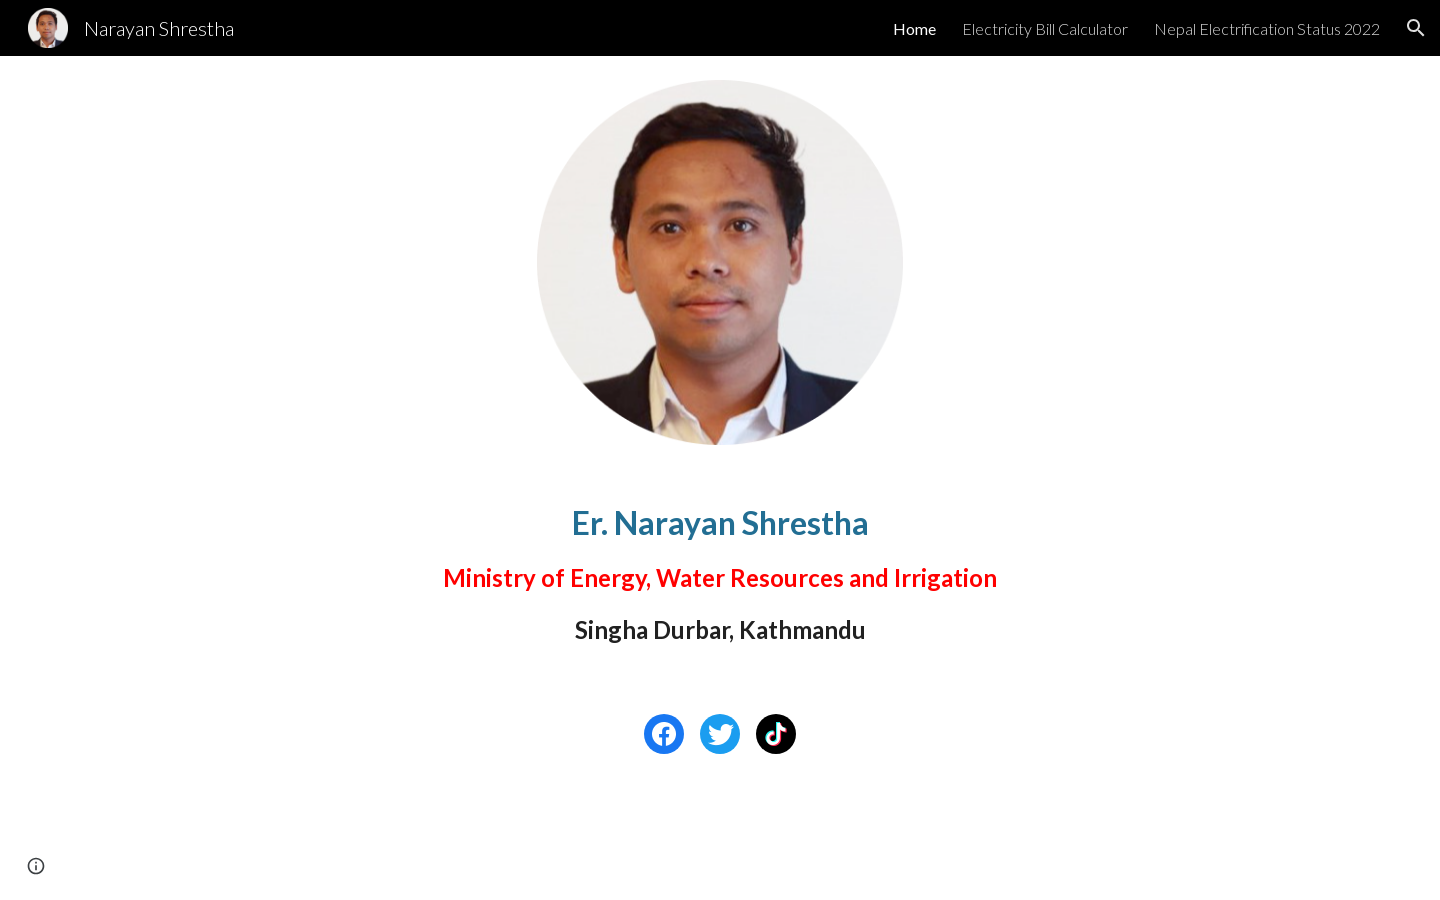 Narayan Shrestha
Home
Electricity Bill Calculator
Nepal Electrification Status 2022
Er. Narayan Shrestha
Ministry of Energy, Water Resources and Irrigation
Singha Durbar, Kathmandu